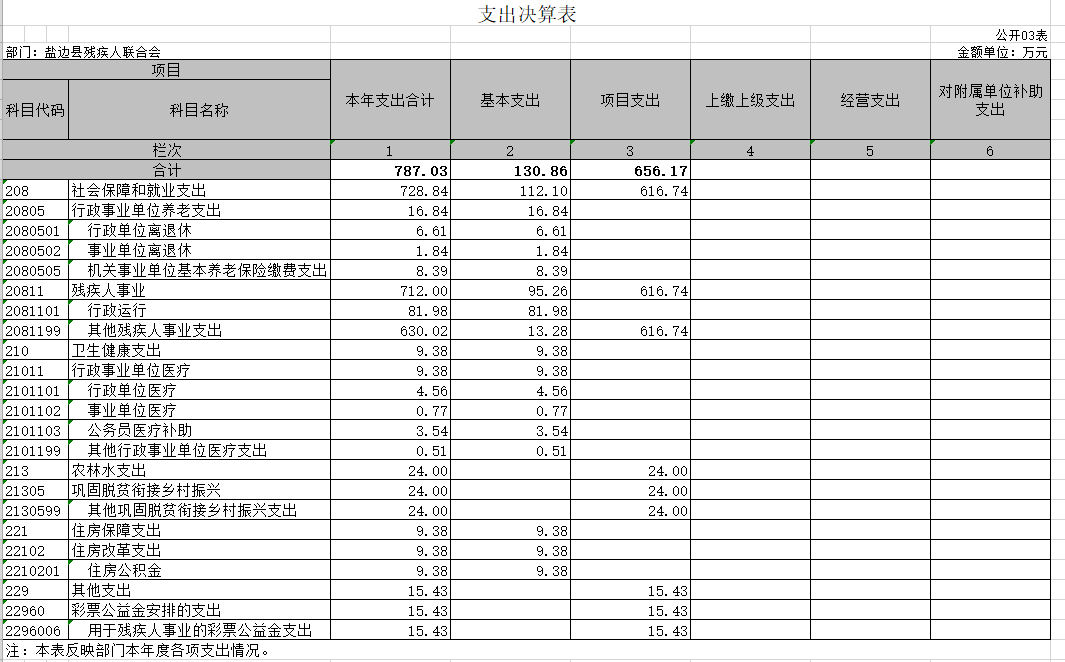 支出决算表
公开03表
部门：盐边县残疾人联合会 金额单位：万元
项目
科目代码 科目名称 本年支出合计 基本支出 项目支出 上缴上级支出 经营支出 对附属单位补助支出
栏次 1 2 3 4 5 6
合计 787.03 130.86 656.17
208 社会保障和就业支出 728.84 112.10 616.74
20805 行政事业单位养老支出 16.84 16.84
2080501 行政单位离退休 6.61 6.61
2080502 事业单位离退休 1.84 1.84
2080505 机关事业单位基本养老保险缴费支出 8.39 8.39
20811 残疾人事业 712.00 95.26 616.74
2081101 行政运行 81.98 81.98
2081199 其他残疾人事业支出 630.02 13.28 616.74
210 卫生健康支出 9.38 9.38
21011 行政事业单位医疗 9.38 9.38
2101101 行政单位医疗 4.56 4.56
2101102 事业单位医疗 0.77 0.77
2101103 公务员医疗补助 3.54 3.54
2101199 其他行政事业单位医疗支出 0.51 0.51
213 农林水支出 24.00 24.00
21305 巩固脱贫衔接乡村振兴 24.00 24.00
2130599 其他巩固脱贫衔接乡村振兴支出 24.00 24.00
221 住房保障支出 9.38 9.38
22102 住房改革支出 9.38 9.38
2210201 住房公积金 9.38 9.38
229 其他支出 15.43 15.43
22960 彩票公益金安排的支出 15.43 15.43
2296006 用于残疾人事业的彩票公益金支出 15.43 15.43
注：本表反映部门本年度各项支出情况。